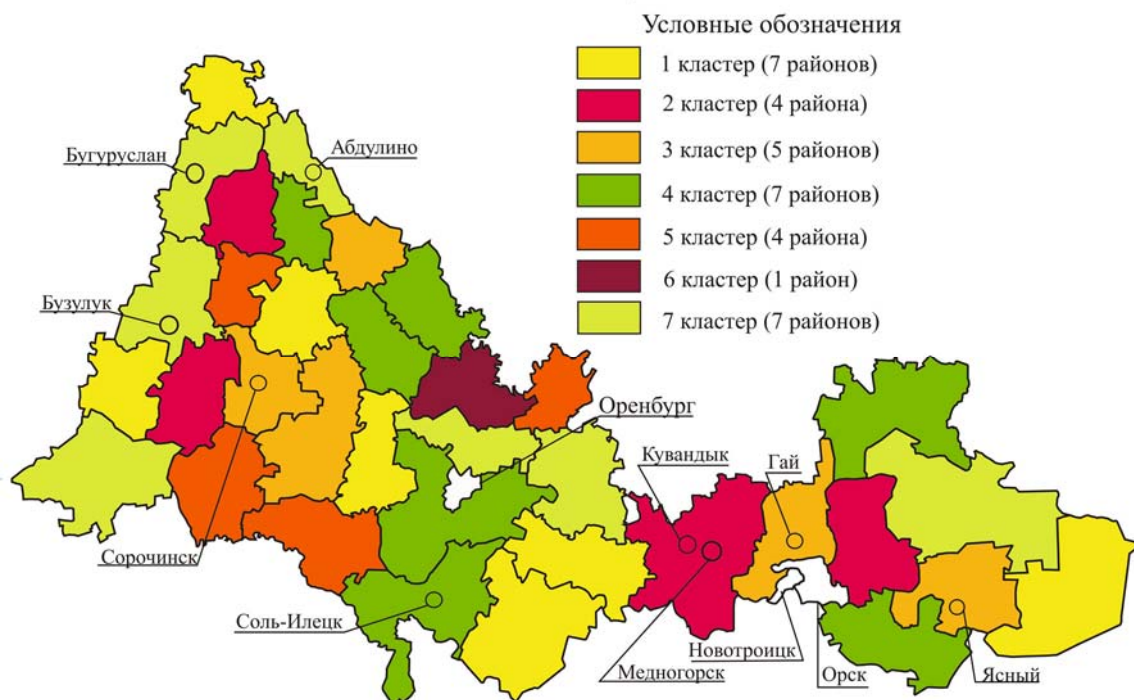 Условные обозначения
1 кластер (7 районов)
2 кластер (4 района)
3 кластер (5 районов)
4 кластер (7 районов)
5 кластер (4 района)
6 кластер (1 район)
7 кластер (7 районов)
Бугуруслан
Абдулино
Бузулук
Оренбург
Кувандык
Гай
Сорочинск
Соль-Илецк
Новотроицк
Медногорск
Орск
Ясный